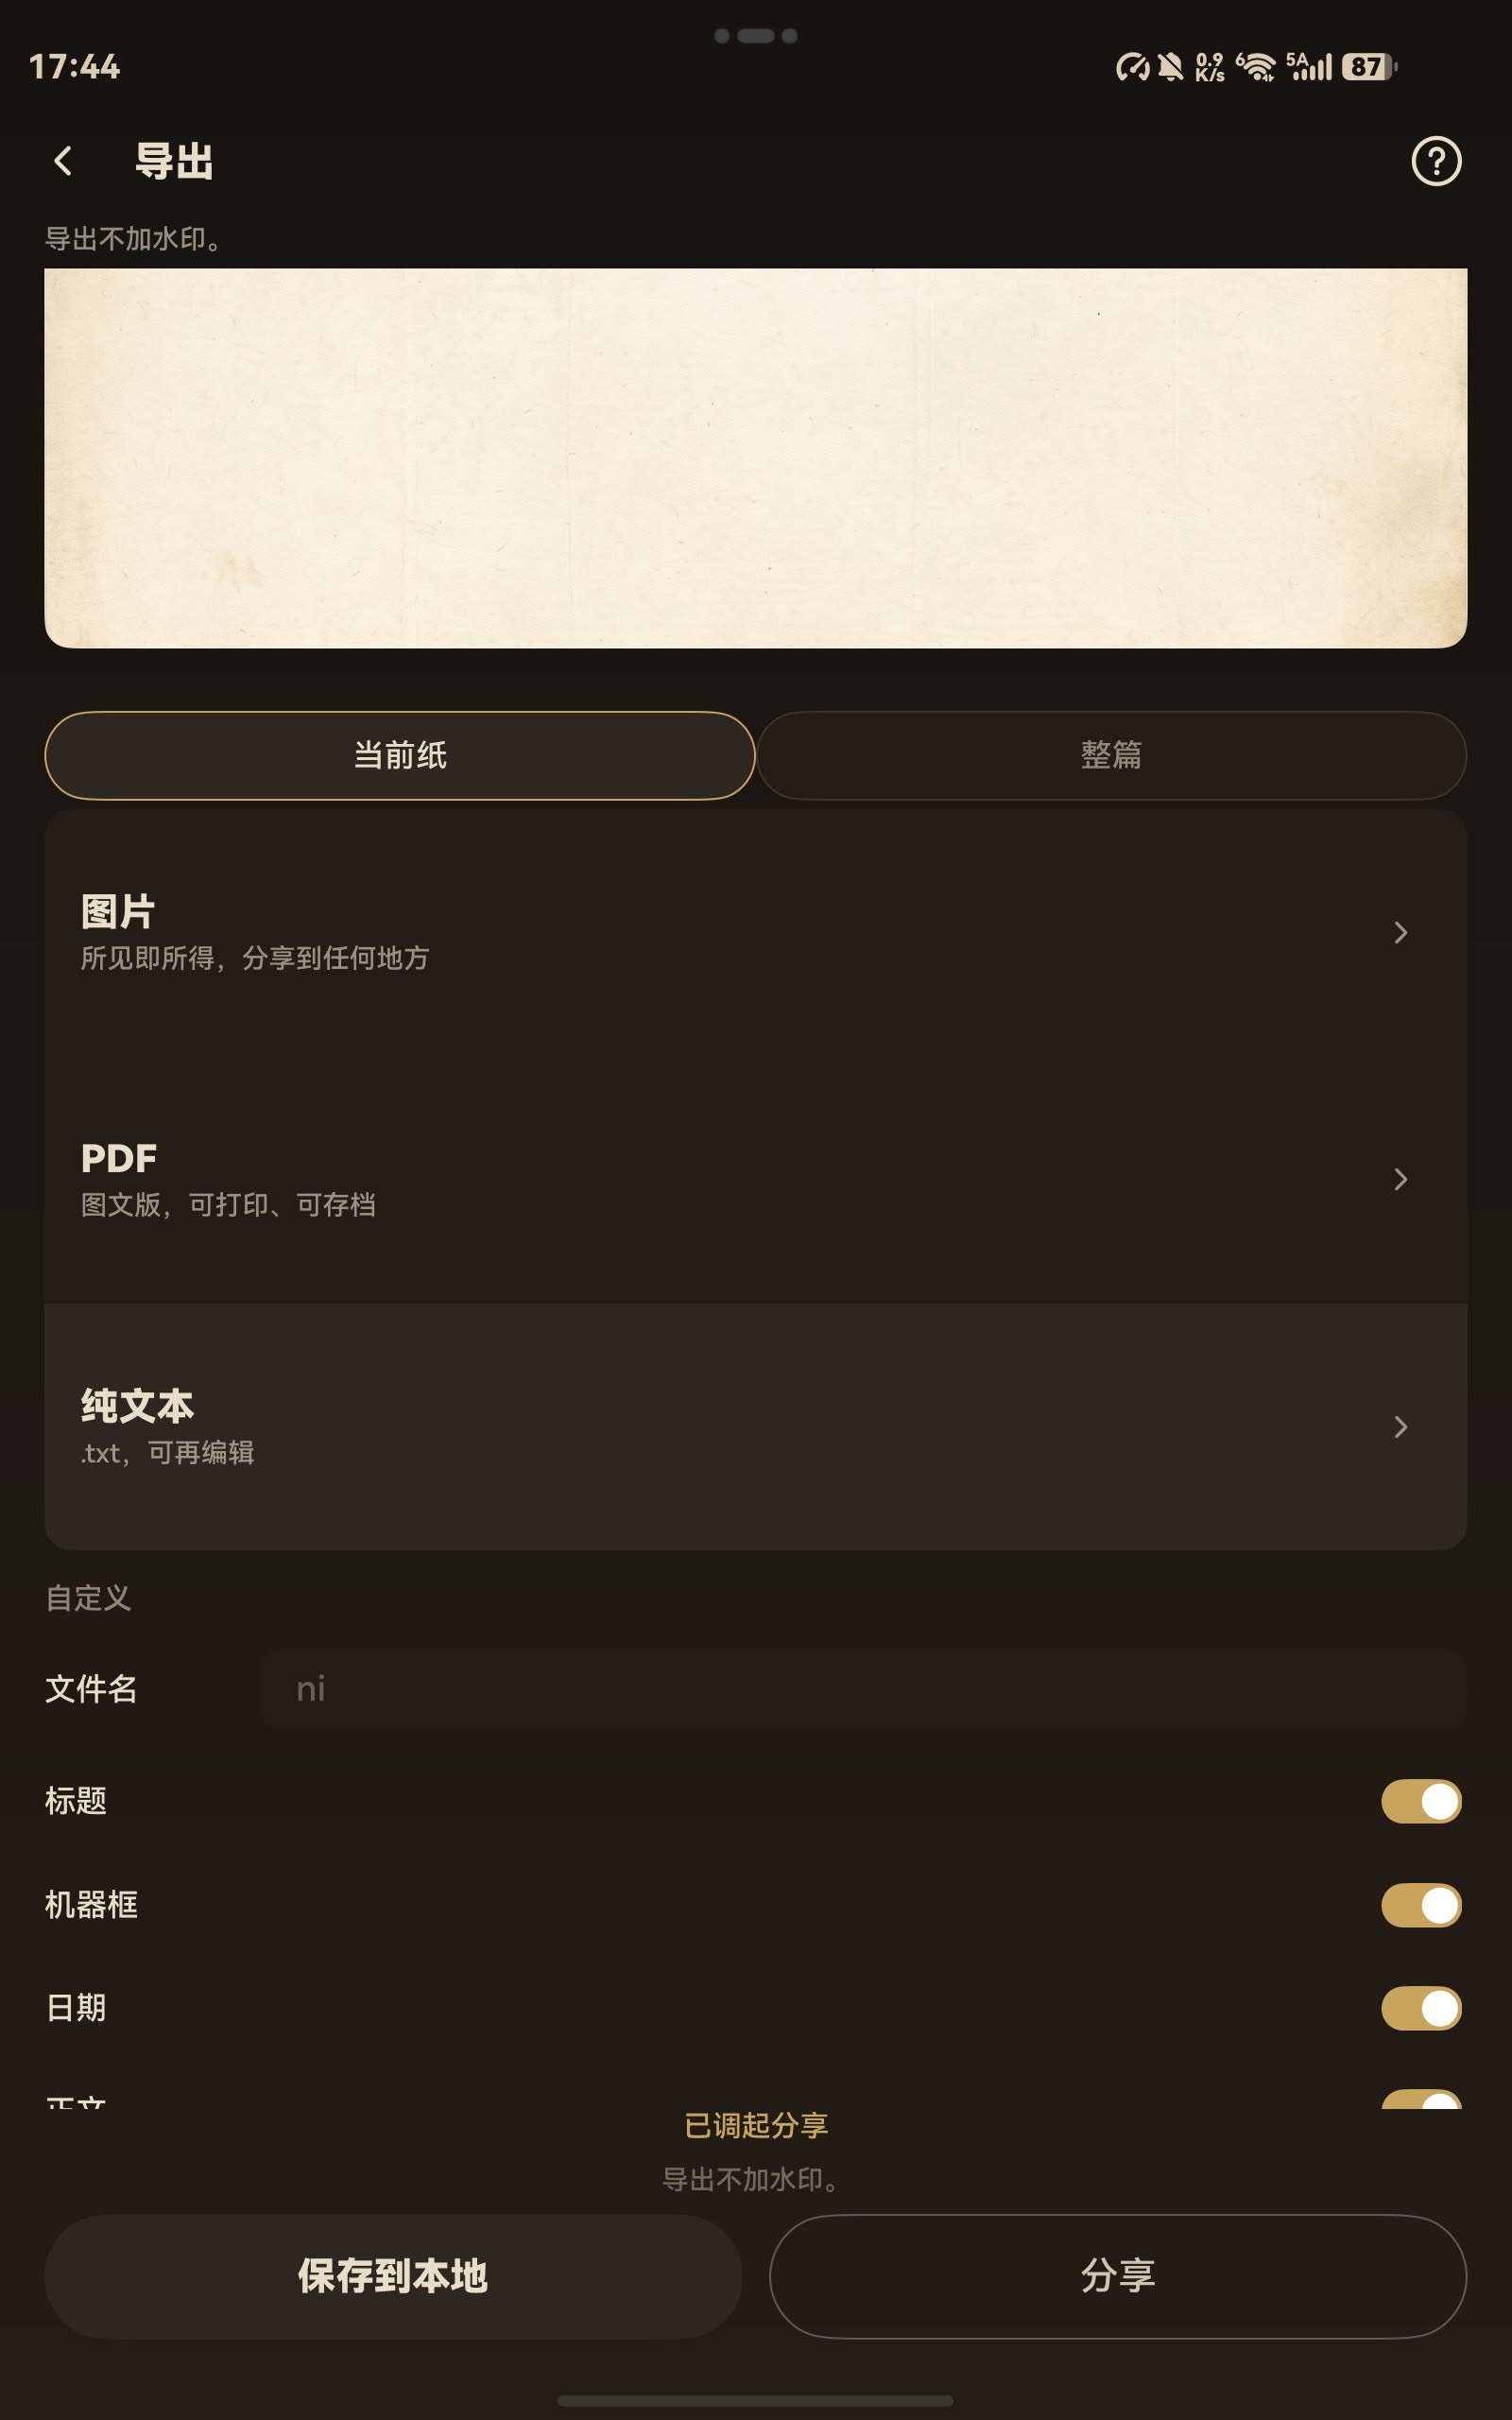 17:44
0.9 K/s 6 5A 87
导出
导出不加水印。
当前纸
整篇
图片
所见即所得，分享到任何地方
PDF
图文版，可打印、可存档
纯文本
.txt，可再编辑
自定义
文件名 ni
标题
机器框
日期
正文
已调起分享
导出不加水印。
保存到本地
分享